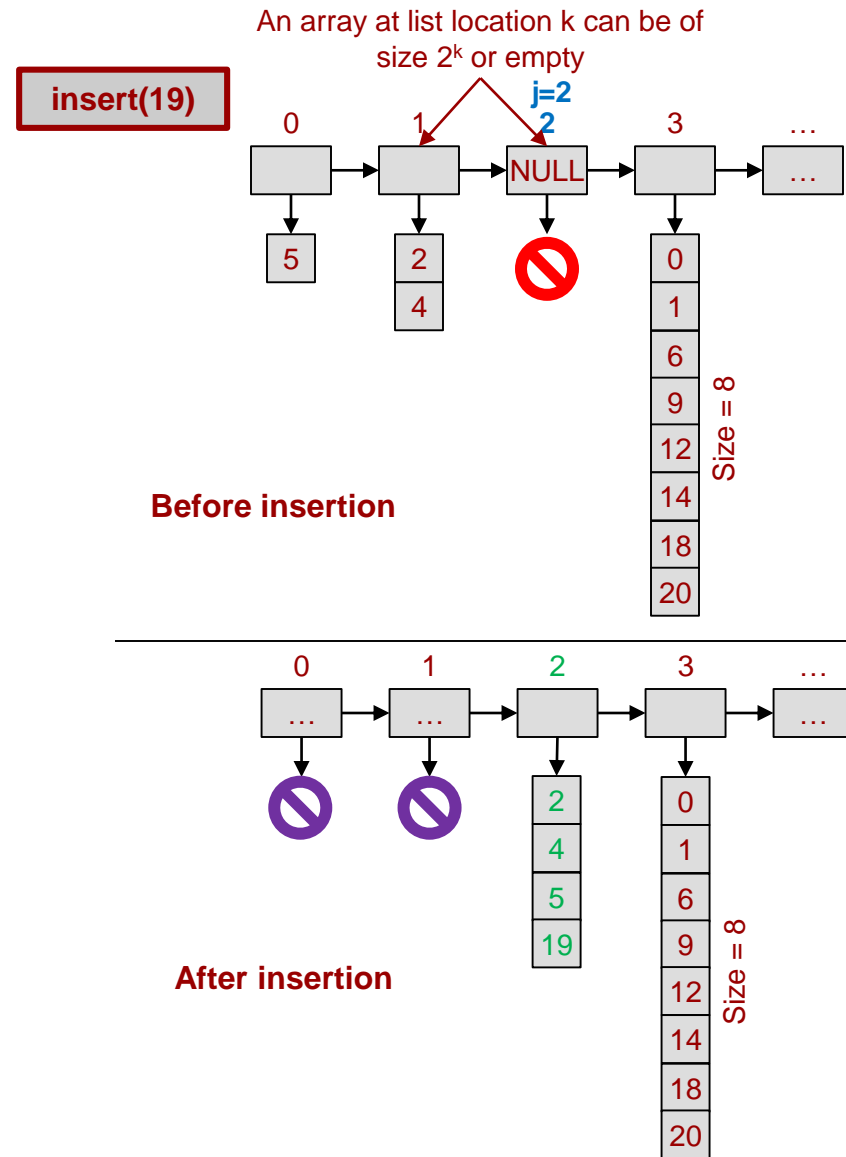 An array at list location k can be of
size 2^k or empty
insert(19)
j=2
0 1 2 3 …
NULL …
5 2 0
4 1
6
9
12
14
18
20
Size = 8
Before insertion
0 1 2 3 …
… … …
2 0
4 1
5 6
19 9
12
14
18
20
Size = 8
After insertion